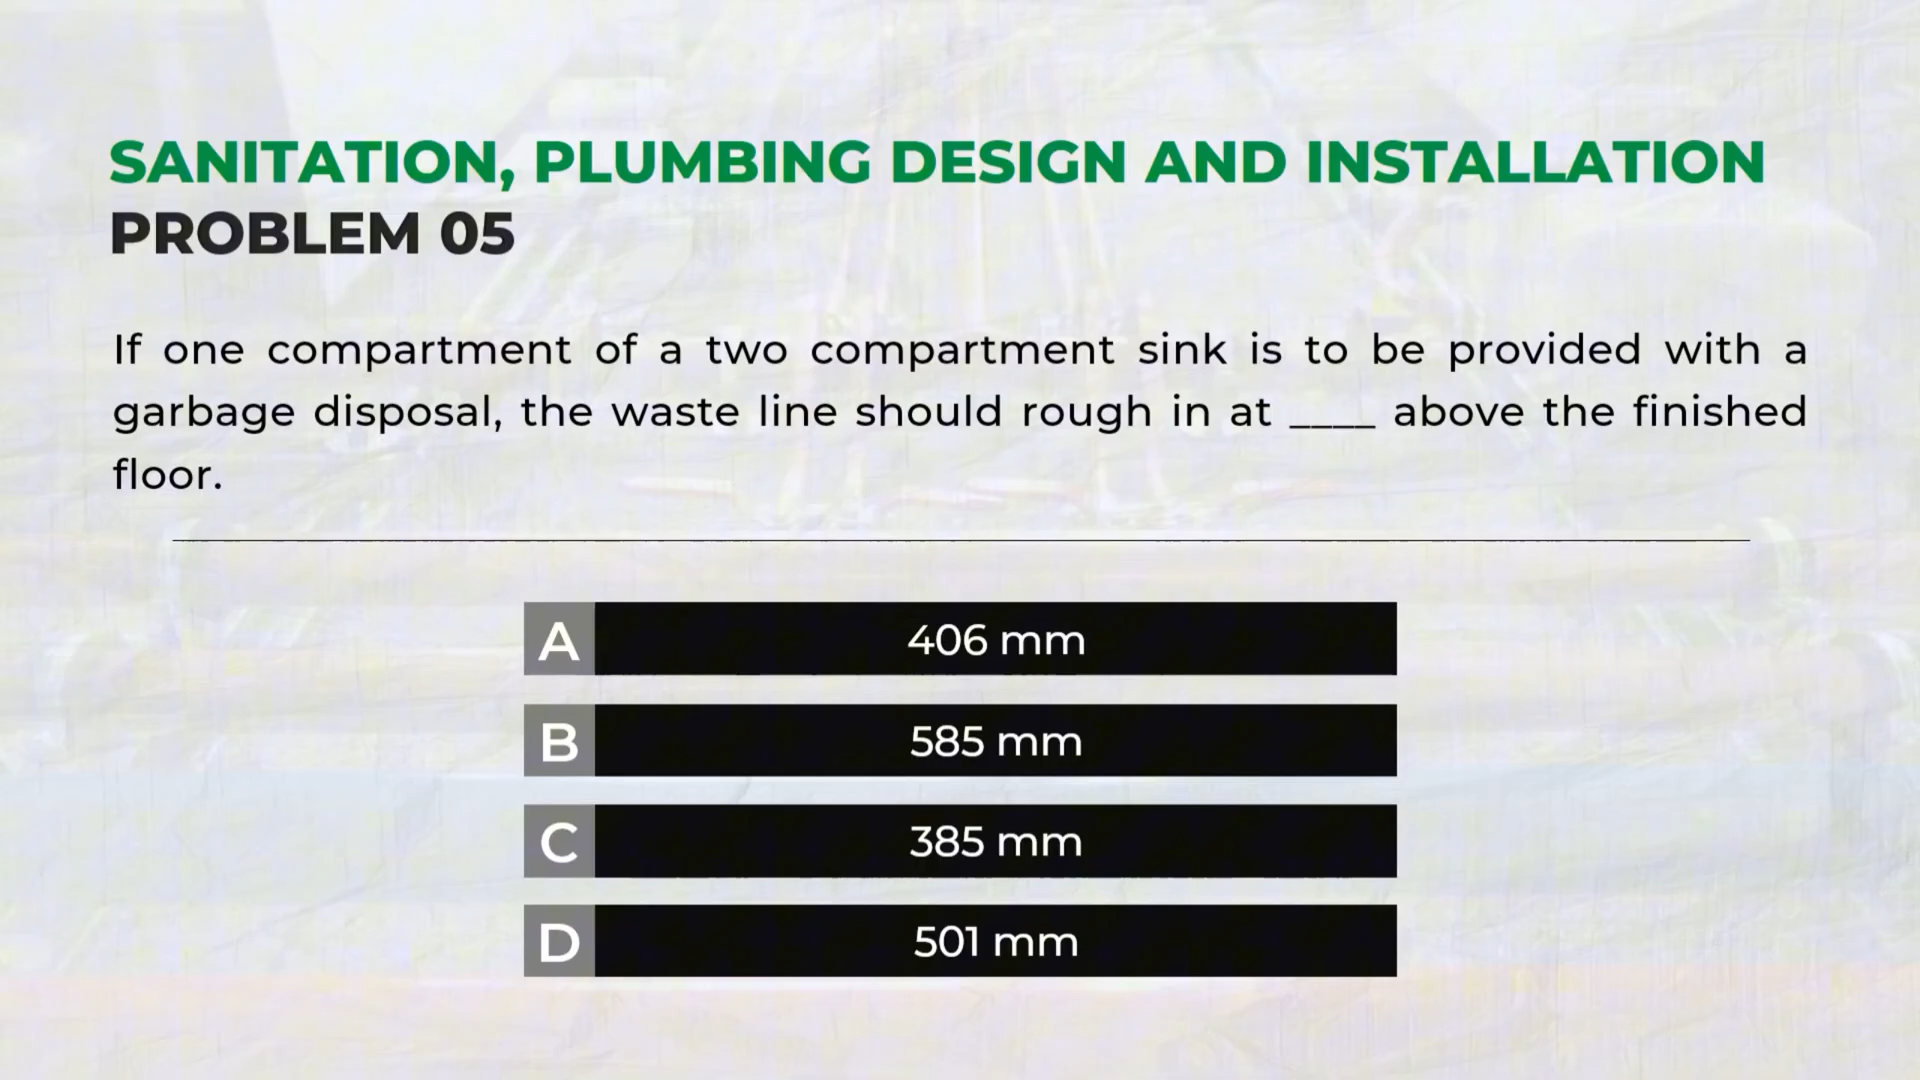 SANITATION, PLUMBING DESIGN AND INSTALLATION
PROBLEM 05
If one compartment of a two compartment sink is to be provided with a
garbage disposal, the waste line should rough in at ____ above the finished
floor.
A 406 mm
B 585 mm
C 385 mm
D 501 mm